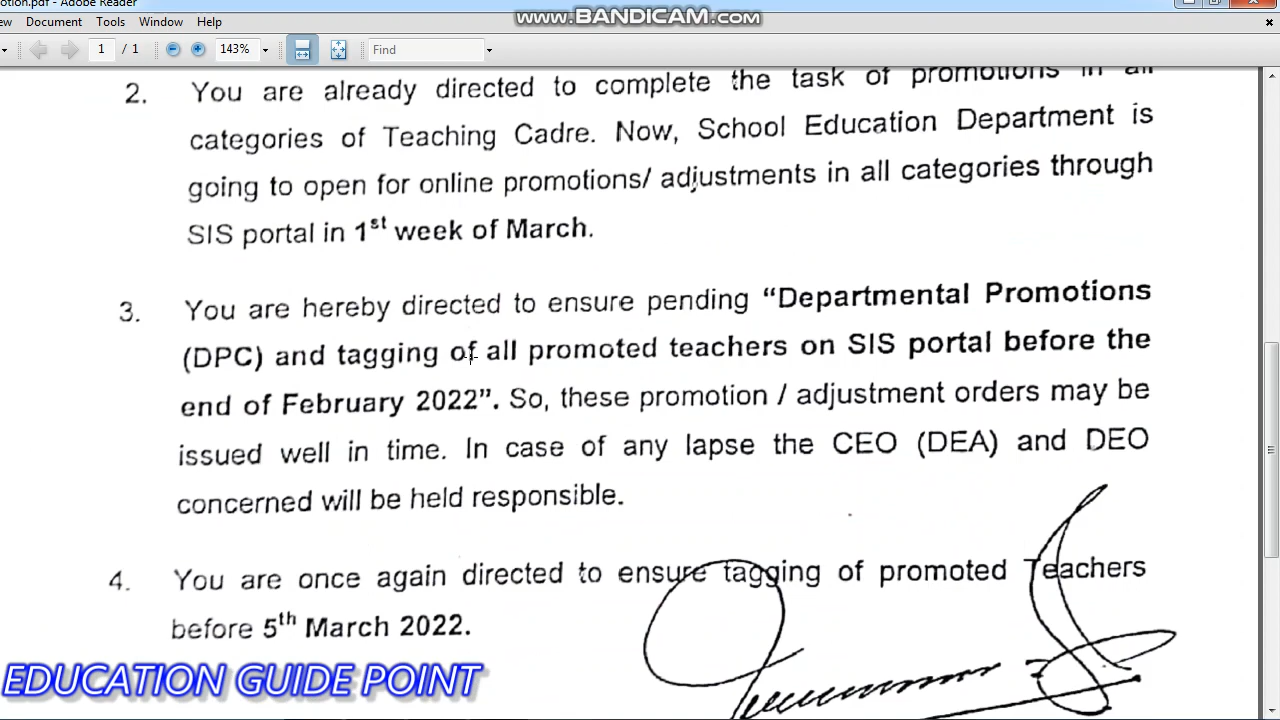 otion.pdf - Adobe Reader
www.BANDICAM.com
ew Document Tools Window Help
1 / 1 143% Find
2. You are already directed to complete the task of promotions in all
categories of Teaching Cadre. Now, School Education Department is
going to open for online promotions/ adjustments in all categories through
SIS portal in 1st week of March.
3. You are hereby directed to ensure pending “Departmental Promotions
(DPC) and tagging of all promoted teachers on SIS portal before the
end of February 2022”. So, these promotion / adjustment orders may be
issued well in time. In case of any lapse the CEO (DEA) and DEO
concerned will be held responsible.
4. You are once again directed to ensure tagging of promoted Teachers
before 5th March 2022.
EDUCATION GUIDE POINT